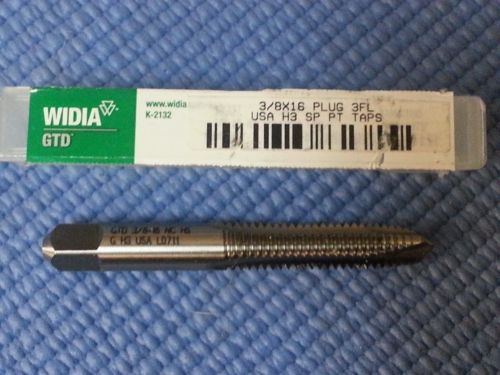 WIDIA
GTD
www.widia
K-2132
3/8X16 PLUG 3FL
USA H3 SP PT TAPS
GTD 3/8-16 NC HS
G H3 USA LD711